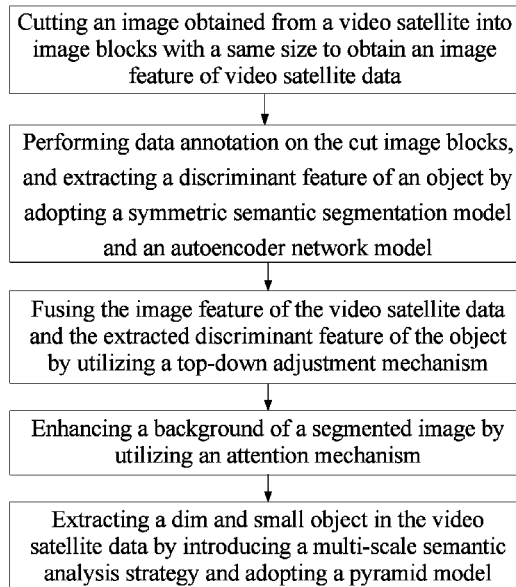 Cutting an image obtained from a video satellite into
image blocks with a same size to obtain an image
feature of video satellite data
Performing data annotation on the cut image blocks,
and extracting a discriminant feature of an object by
adopting a symmetric semantic segmentation model
and an autoencoder network model
Fusing the image feature of the video satellite data
and the extracted discriminant feature of the object
by utilizing a top-down adjustment mechanism
Enhancing a background of a segmented image by
utilizing an attention mechanism
Extracting a dim and small object in the video
satellite data by introducing a multi-scale semantic
analysis strategy and adopting a pyramid model